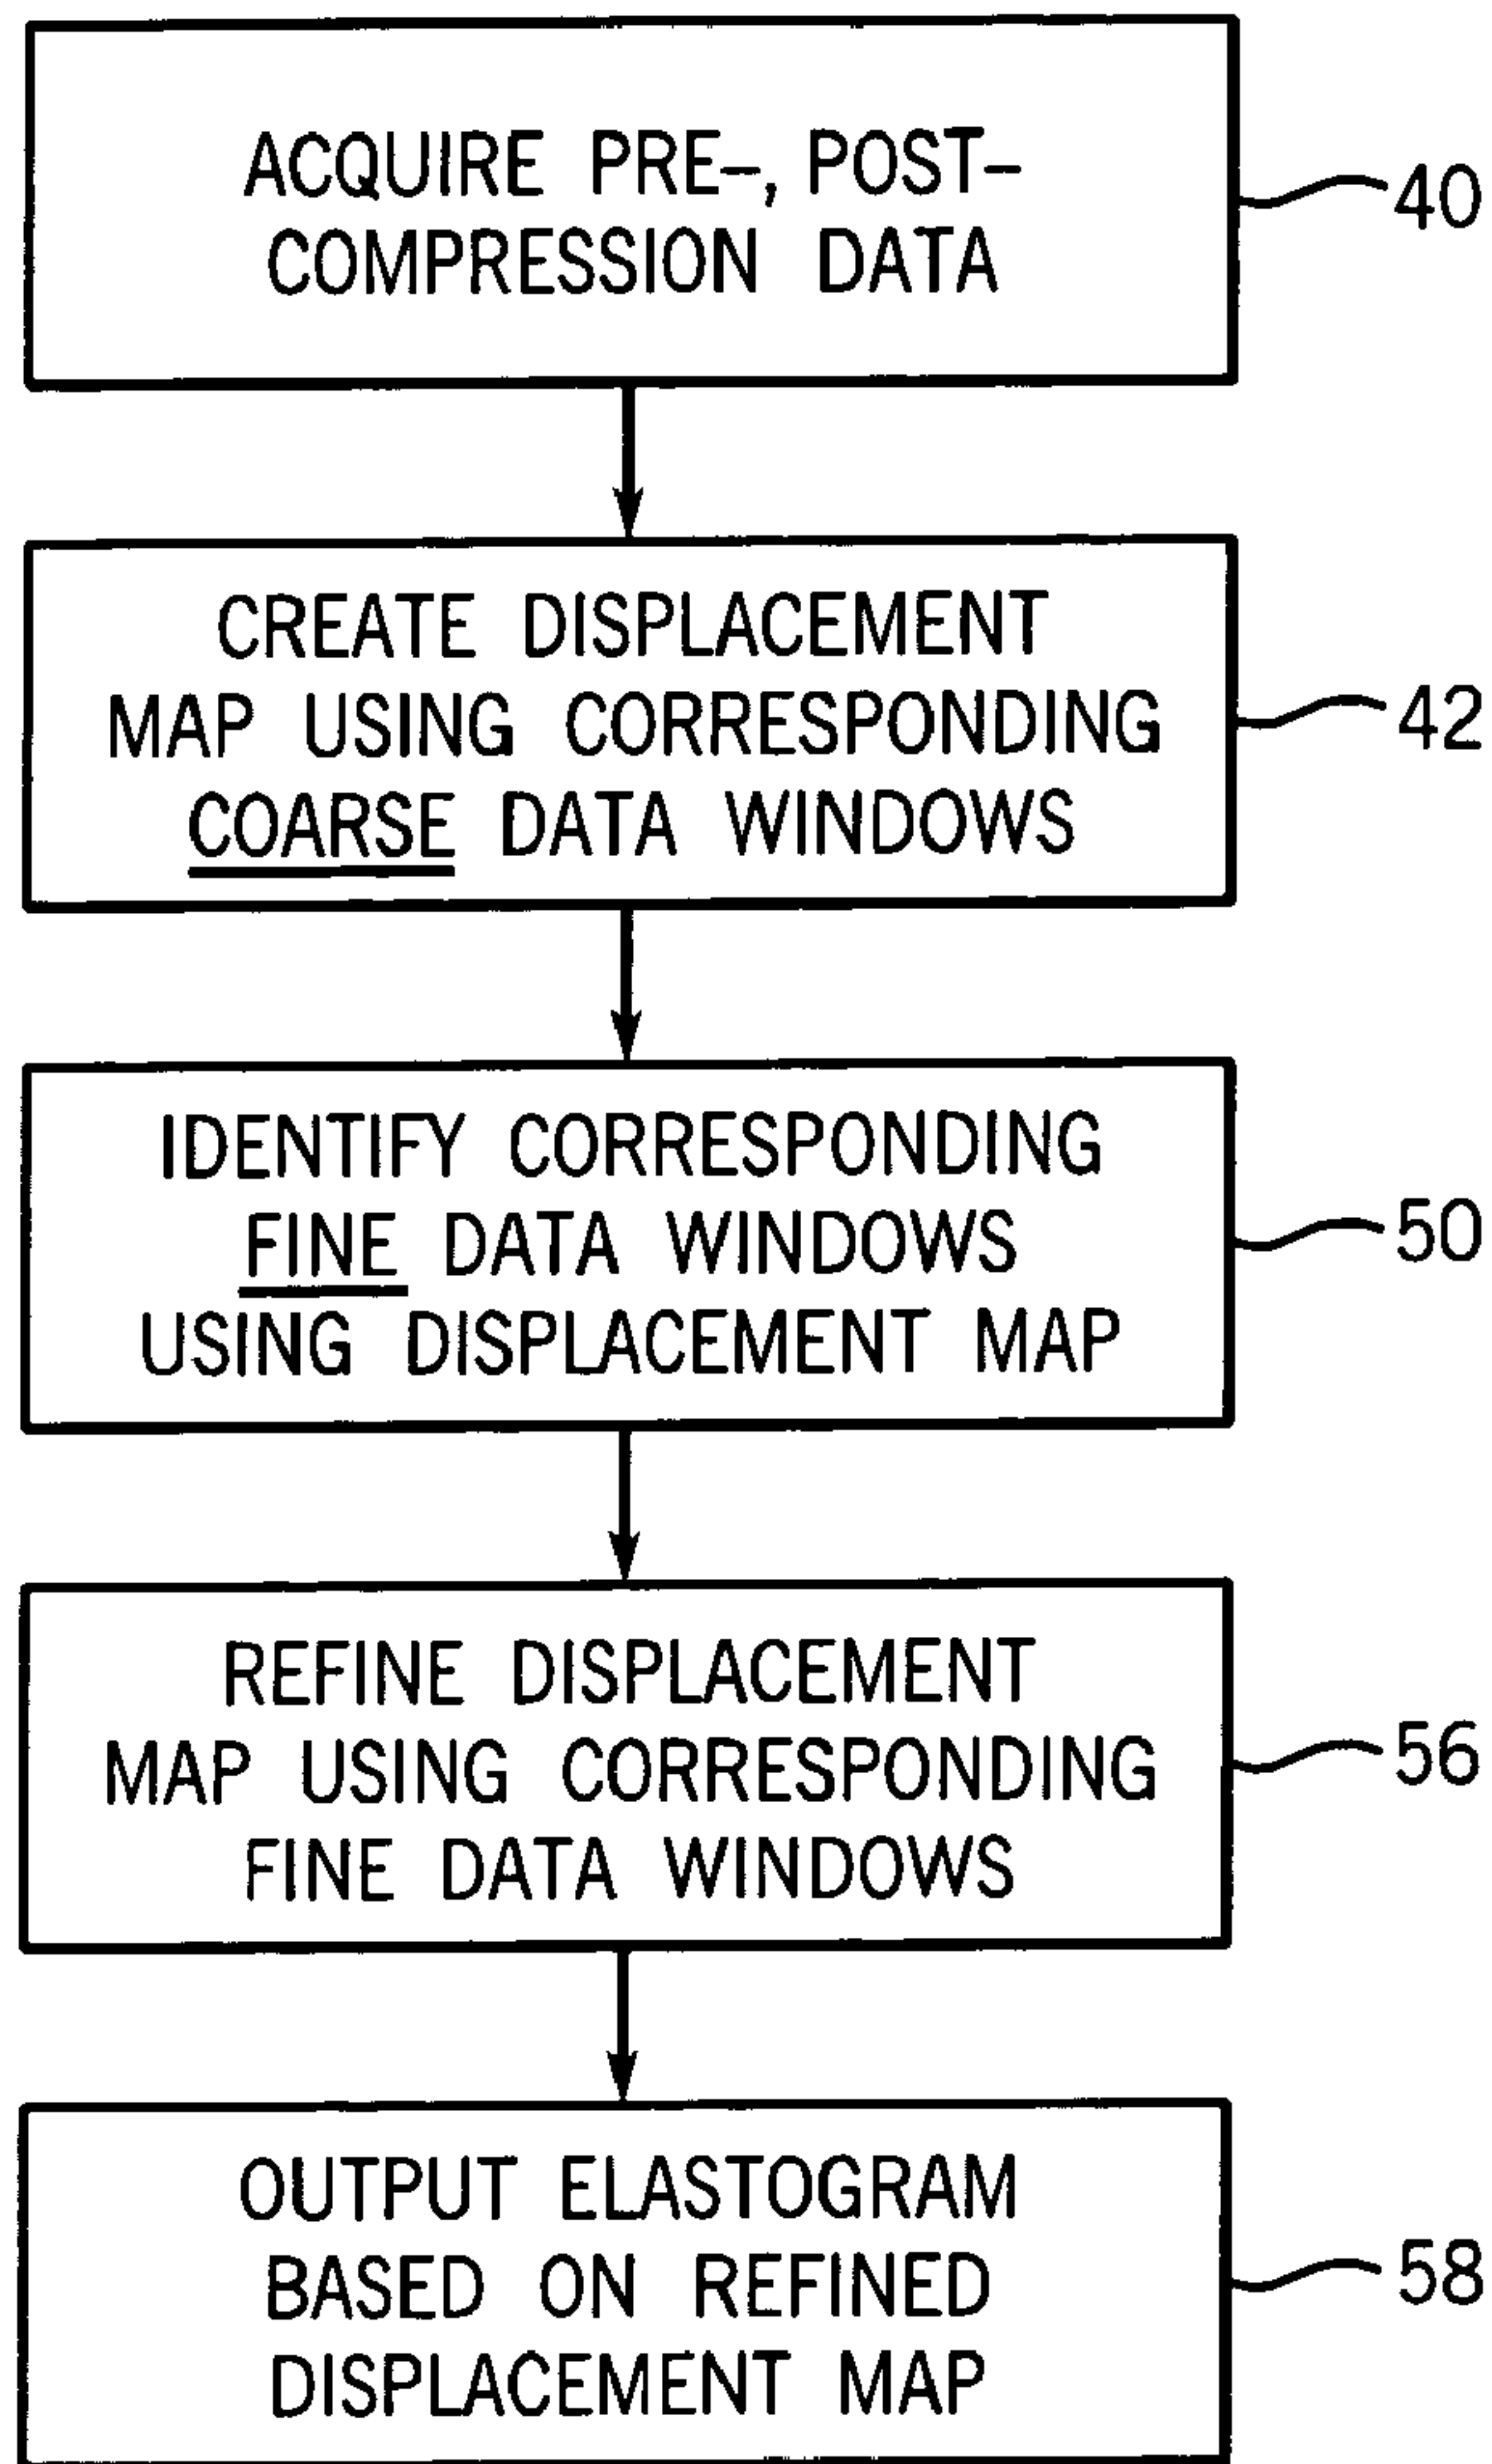 ACQUIRE PRE-, POST-
COMPRESSION DATA
40
CREATE DISPLACEMENT
MAP USING CORRESPONDING
COARSE DATA WINDOWS
42
IDENTIFY CORRESPONDING
FINE DATA WINDOWS
USING DISPLACEMENT MAP
50
REFINE DISPLACEMENT
MAP USING CORRESPONDING
FINE DATA WINDOWS
56
OUTPUT ELASTOGRAM
BASED ON REFINED
DISPLACEMENT MAP
58